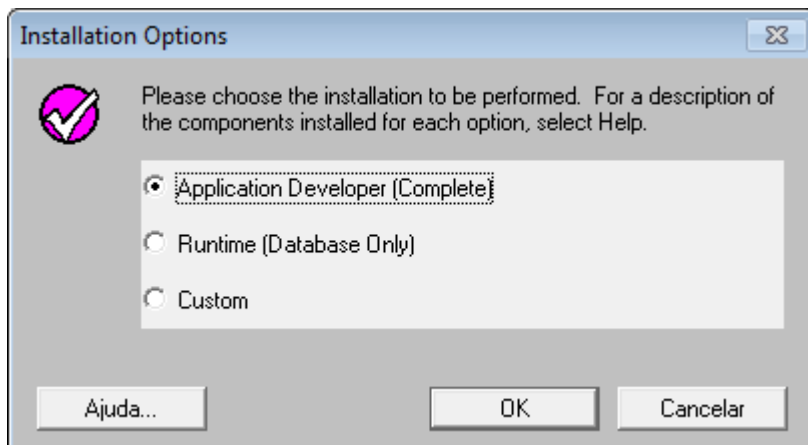 Installation Options
Please choose the installation to be performed.  For a description of
the components installed for each option, select Help.
Application Developer (Complete)
Runtime (Database Only)
Custom
Ajuda...
OK
Cancelar